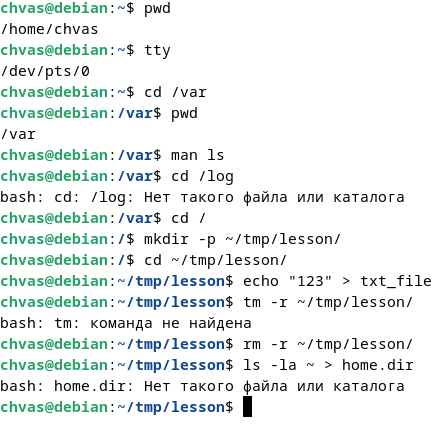 chvas@debian:~$ pwd
/home/chvas
chvas@debian:~$ tty
/dev/pts/0
chvas@debian:~$ cd /var
chvas@debian:/var$ pwd
/var
chvas@debian:/var$ man ls
chvas@debian:/var$ cd /log
bash: cd: /log: Нет такого файла или каталога
chvas@debian:/var$ cd /
chvas@debian:/$ mkdir -p ~/tmp/lesson/
chvas@debian:/$ cd ~/tmp/lesson/
chvas@debian:~/tmp/lesson$ echo "123" > txt_file
chvas@debian:~/tmp/lesson$ tm -r ~/tmp/lesson/
bash: tm: команда не найдена
chvas@debian:~/tmp/lesson$ rm -r ~/tmp/lesson/
chvas@debian:~/tmp/lesson$ ls -la ~ > home.dir
bash: home.dir: Нет такого файла или каталога
chvas@debian:~/tmp/lesson$